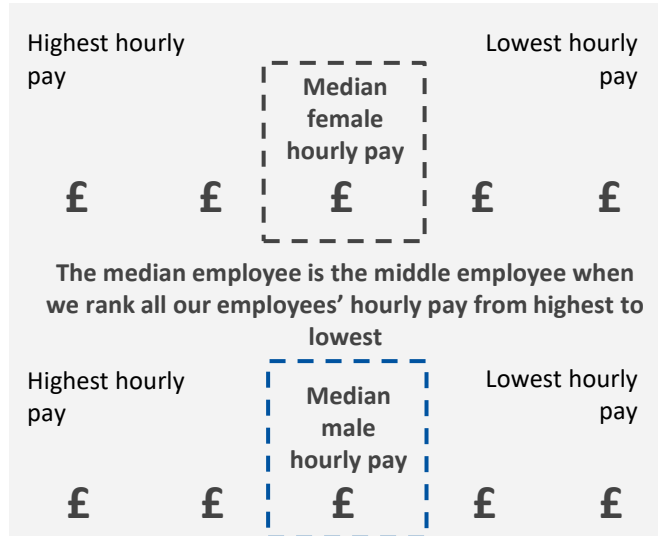 Highest hourly
pay
Lowest hourly
pay
Median
female
hourly pay
£ £ £ £ £
The median employee is the middle employee when
we rank all our employees’ hourly pay from highest to
lowest
Highest hourly
pay
Lowest hourly
pay
Median
male
hourly pay
£ £ £ £ £